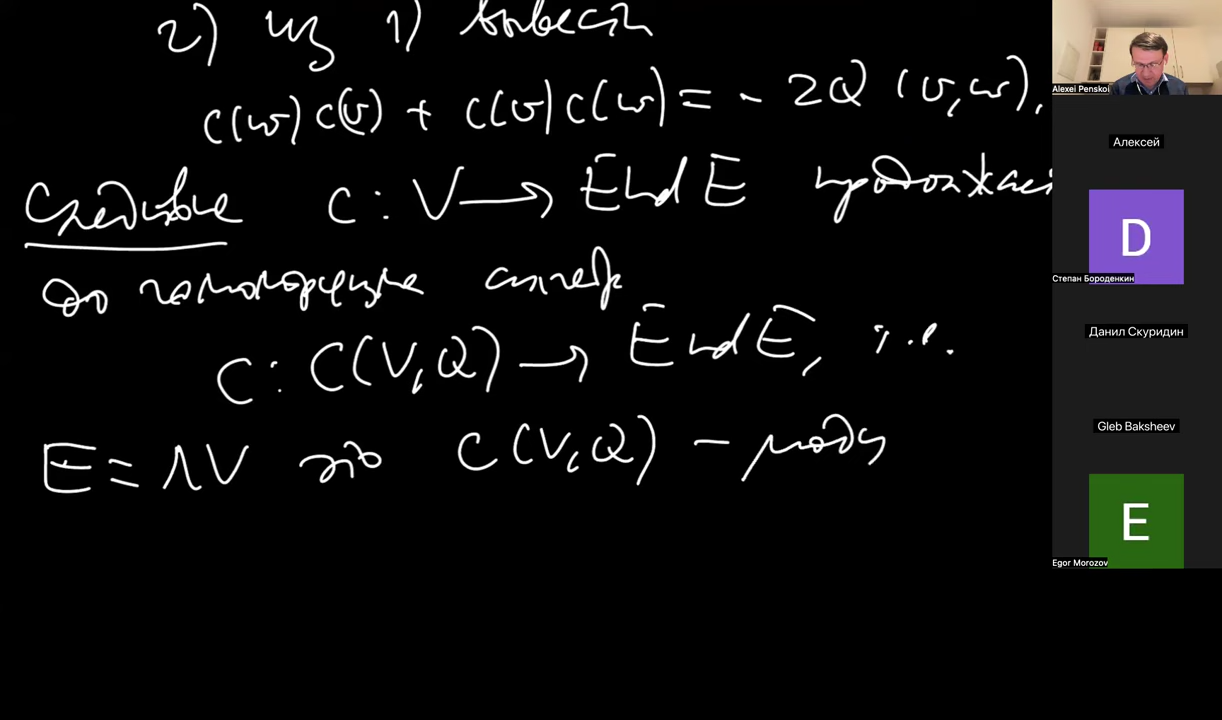 2) из 1) вывести
c(w) c(v) + c(v) c(w) = - 2Q (v,w),
Следствие c : V → End E продолжает
до гомоморфизма алгебр
c : C(V,Q) → End E, т.е.
E = ΛV это C(V,Q) - моду
Alexei Penskoi
Алексей
D
Степан Бороденкин
Данил Скуридин
Gleb Baksheev
E
Egor Morozov